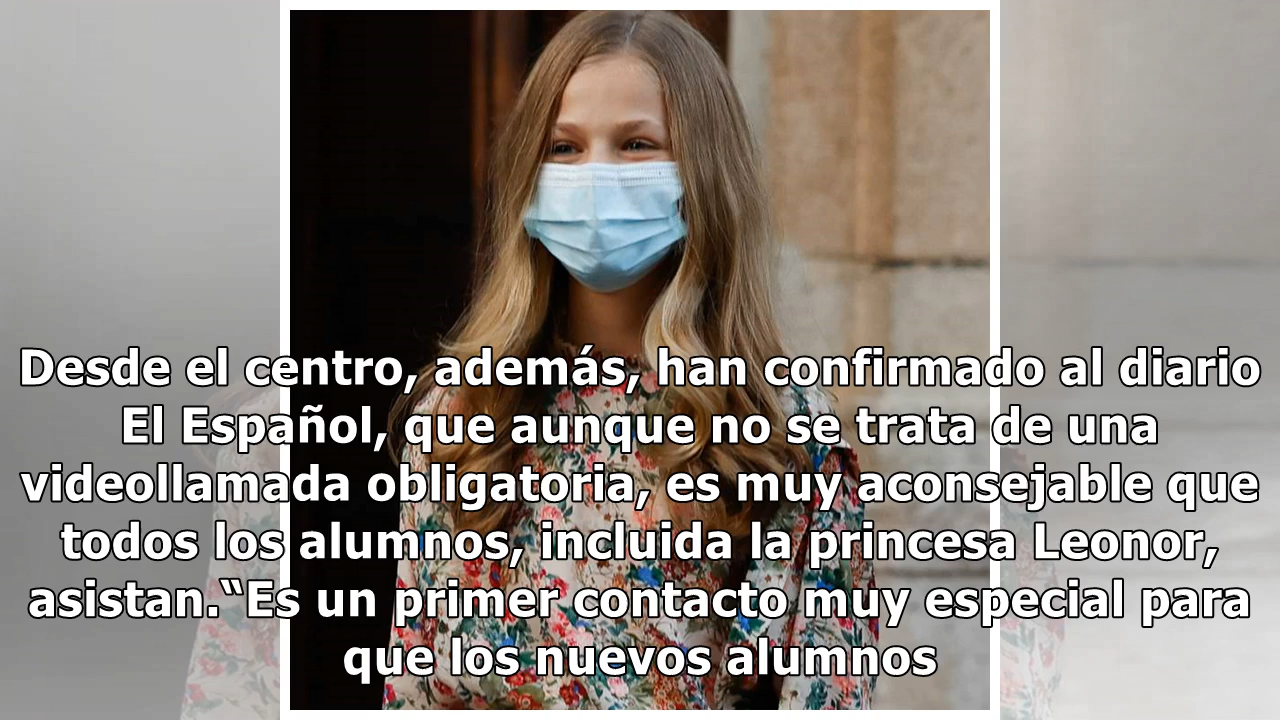 Desde el centro, además, han confirmado al diario
El Español, que aunque no se trata de una
videollamada obligatoria, es muy aconsejable que
todos los alumnos, incluida la princesa Leonor,
asistan.“Es un primer contacto muy especial para
que los nuevos alumnos